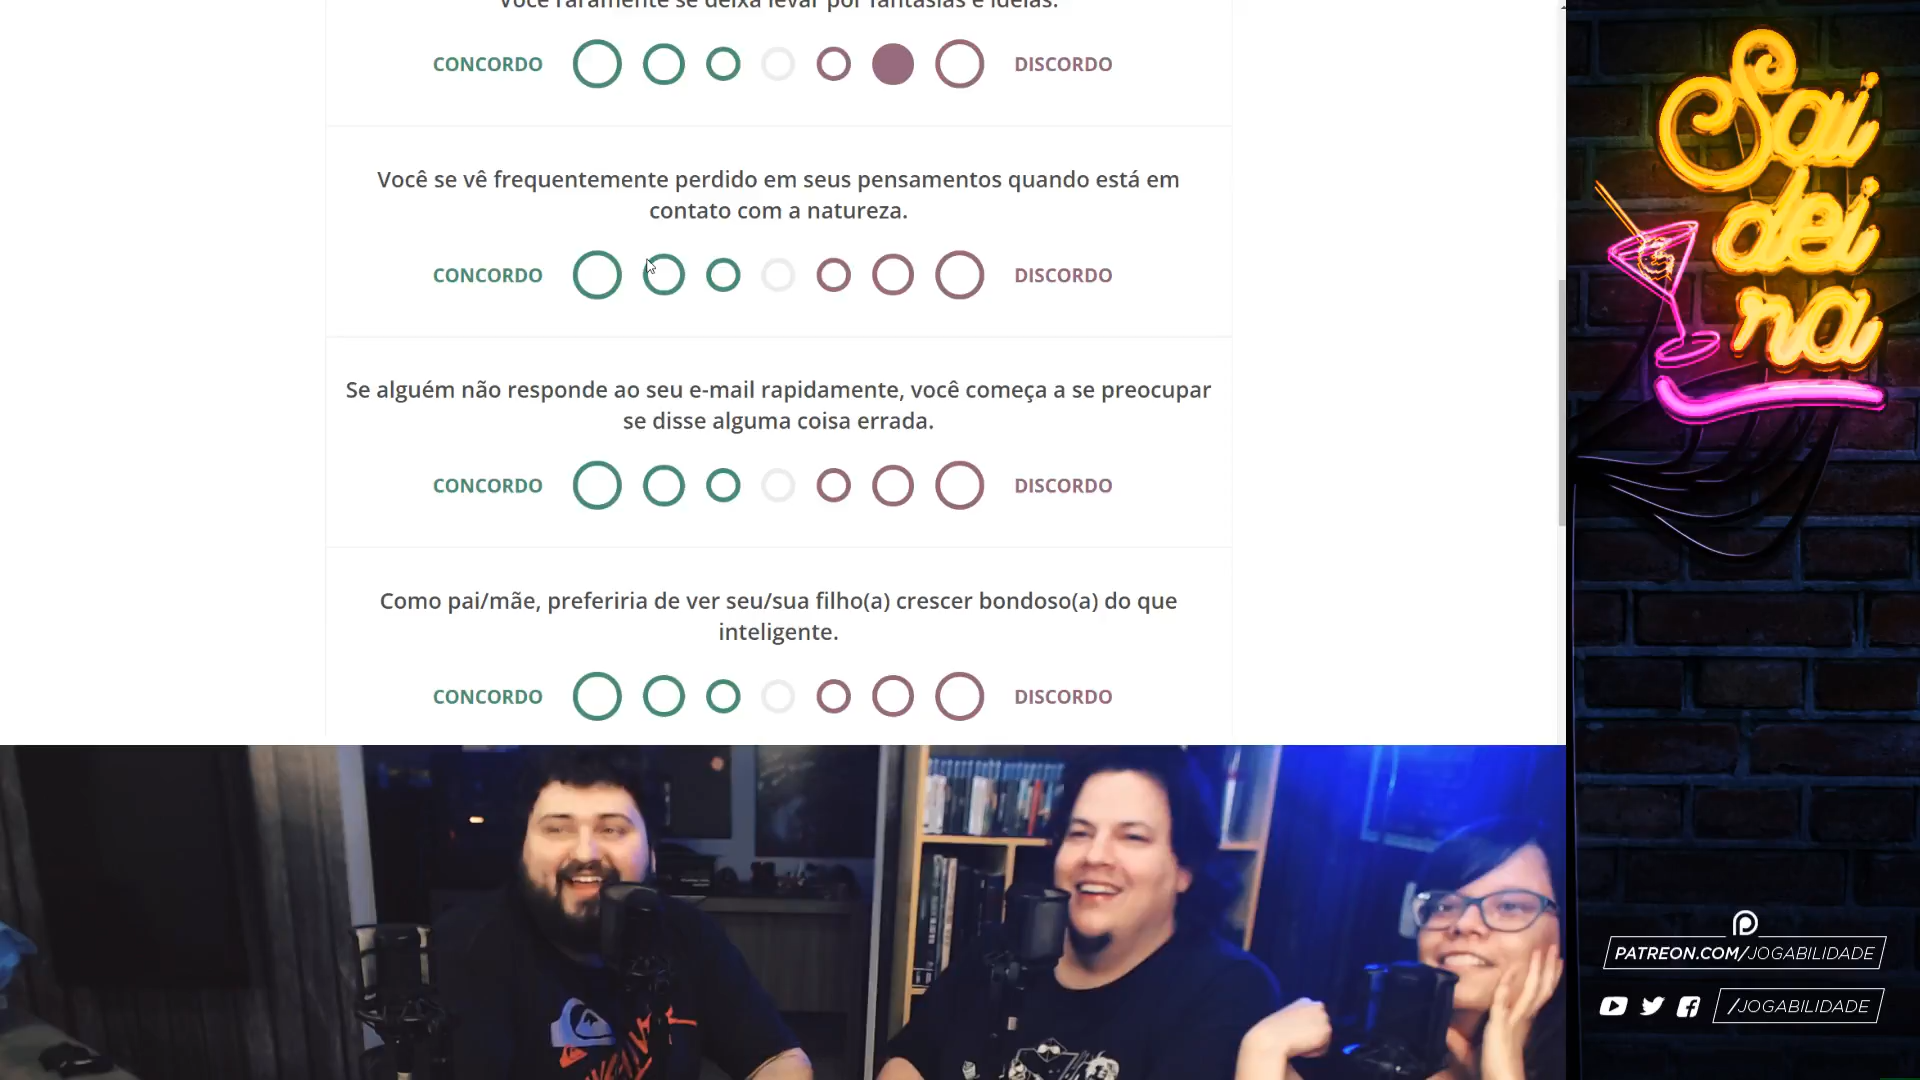 Você raramente se deixa levar por fantasias e ideias.
CONCORDO DISCORDO
Você se vê frequentemente perdido em seus pensamentos quando está em
contato com a natureza.
CONCORDO DISCORDO
Se alguém não responde ao seu e-mail rapidamente, você começa a se preocupar
se disse alguma coisa errada.
CONCORDO DISCORDO
Como pai/mãe, preferiria de ver seu/sua filho(a) crescer bondoso(a) do que
inteligente.
CONCORDO DISCORDO
Sai
dei
ra
PATREON.COM/JOGABILIDADE
/JOGABILIDADE